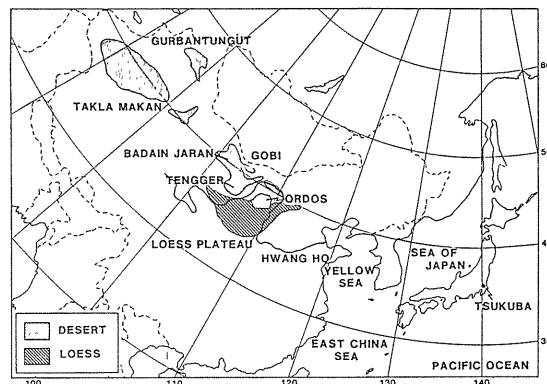 GURBANTUNGUT
TAKLA MAKAN
BADAIN JARAN
GOBI
TENGGER
ORDOS
LOESS PLATEAU
HWANG HO
YELLOW
SEA
SEA OF
JAPAN
TSUKUBA
EAST CHINA
SEA
PACIFIC OCEAN
DESERT
LOESS
100
110
120
130
140